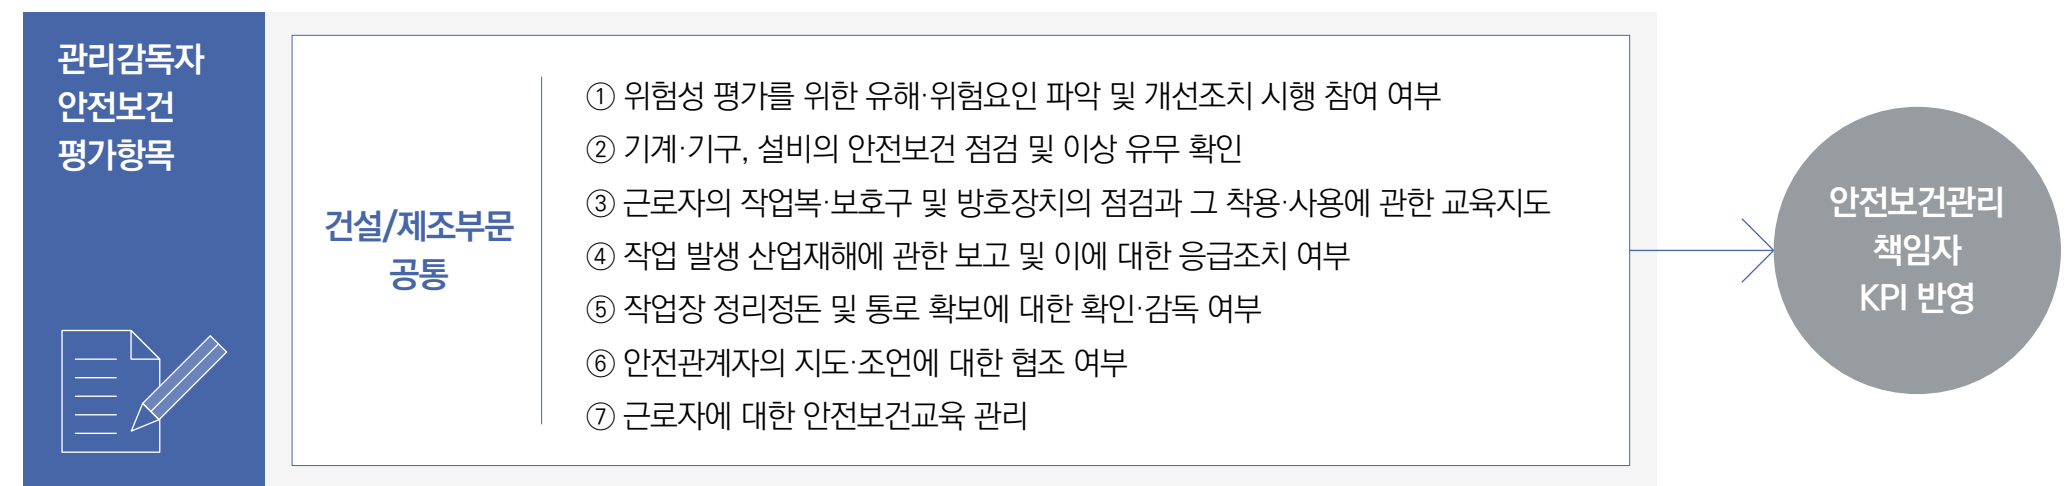 관리감독자
안전보건
평가항목
건설/제조부문
공통
① 위험성 평가를 위한 유해·위험요인 파악 및 개선조치 시행 참여 여부
② 기계·기구, 설비의 안전보건 점검 및 이상 유무 확인
③ 근로자의 작업복·보호구 및 방호장치의 점검과 그 착용·사용에 관한 교육지도
④ 작업 발생 산업재해에 관한 보고 및 이에 대한 응급조치 여부
⑤ 작업장 정리정돈 및 통로 확보에 대한 확인·감독 여부
⑥ 안전관계자의 지도·조언에 대한 협조 여부
⑦ 근로자에 대한 안전보건교육 관리
안전보건관리
책임자
KPI 반영